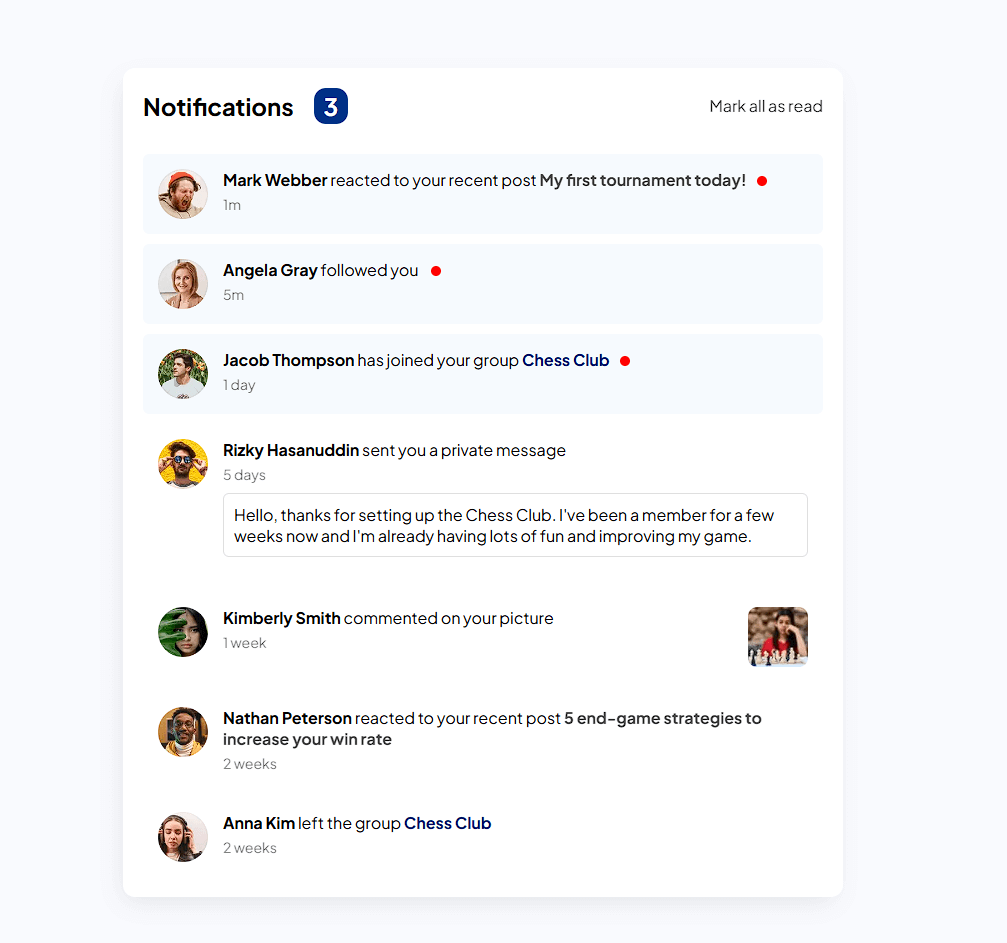 Notifications 3 Mark all as read
Mark Webber reacted to your recent post My first tournament today!
1m
Angela Gray followed you
5m
Jacob Thompson has joined your group Chess Club
1 day
Rizky Hasanuddin sent you a private message
5 days
Hello, thanks for setting up the Chess Club. I've been a member for a few
weeks now and I'm already having lots of fun and improving my game.
Kimberly Smith commented on your picture
1 week
Nathan Peterson reacted to your recent post 5 end-game strategies to
increase your win rate
2 weeks
Anna Kim left the group Chess Club
2 weeks